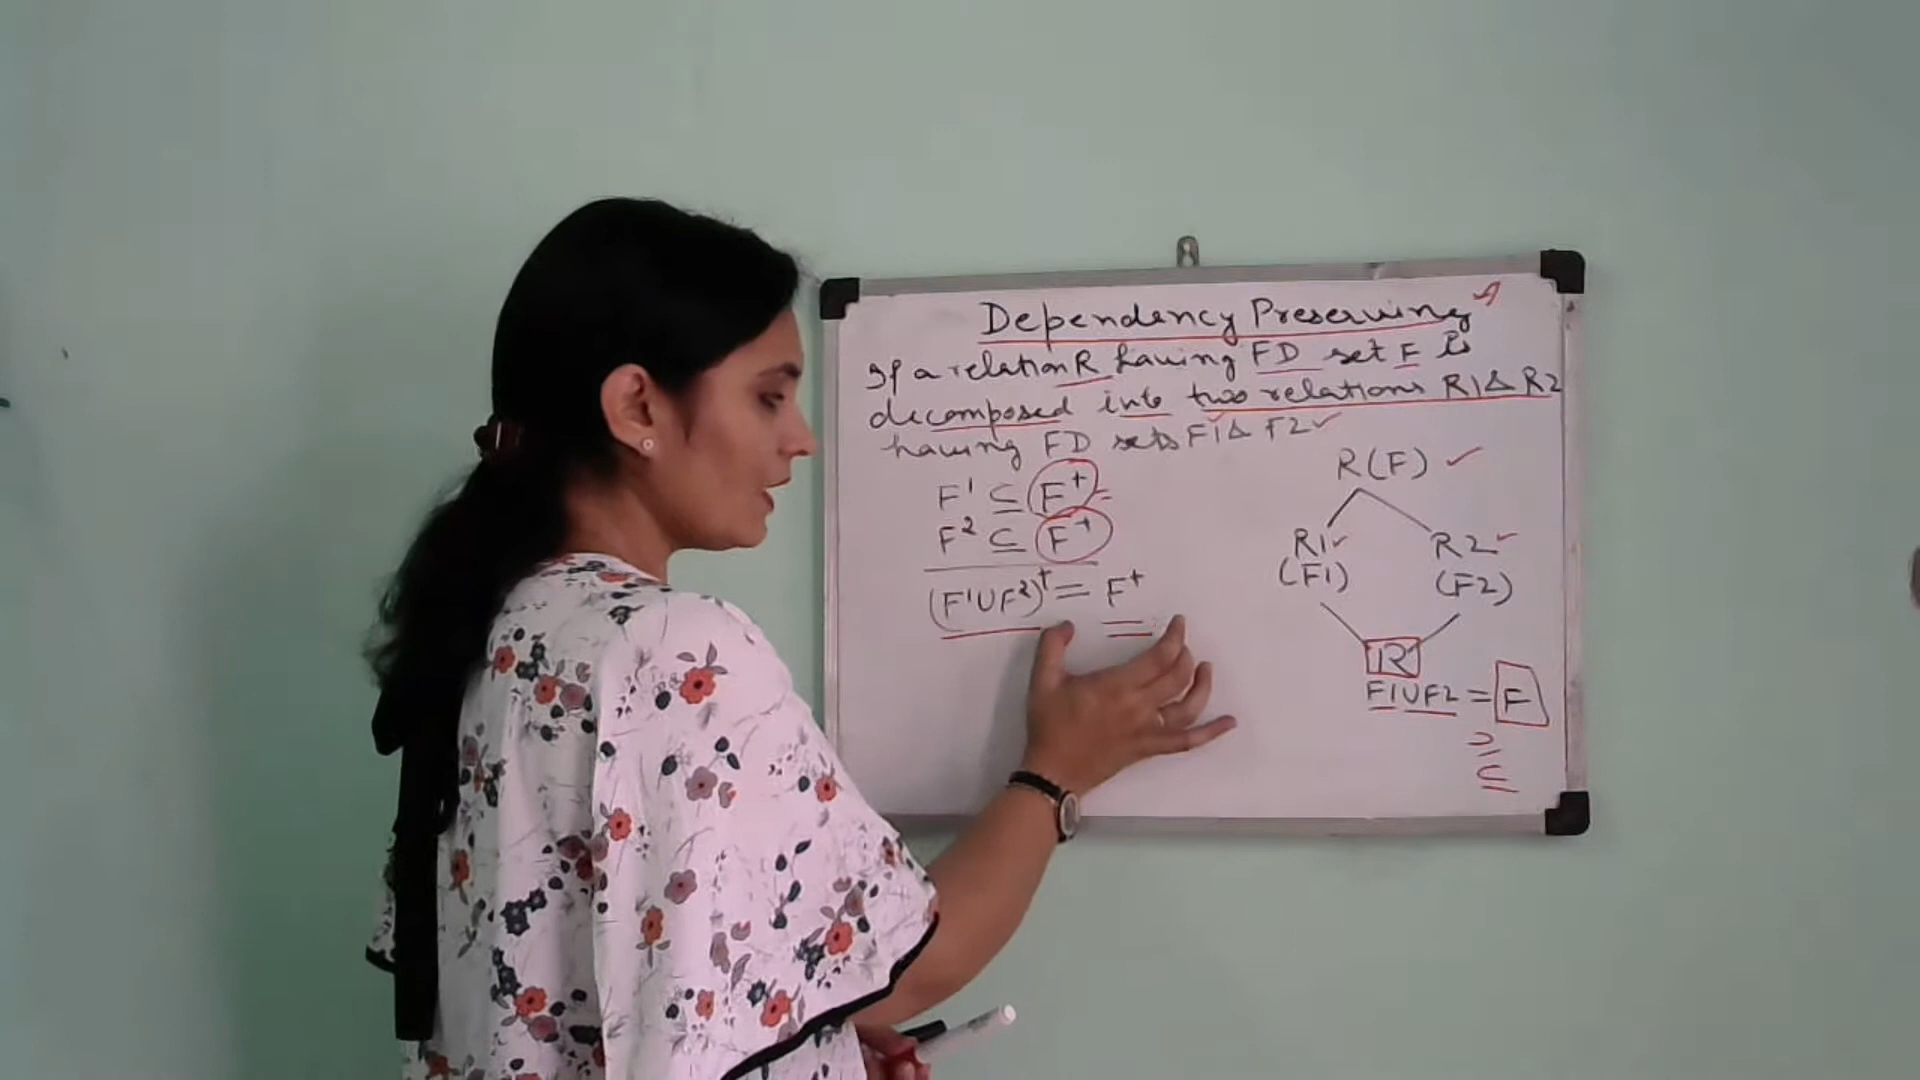 Dependency Preserving
If a relation R having FD set F is
decomposed into two relations R1 & R2
having FD sets F1 & F2
F¹ ⊆ F⁺
F² ⊆ F⁺
(F¹∪F²)⁺ = F⁺
R(F)
R1 R2
(F1) (F2)
R
F1∪F2 = F
⊇
⊆